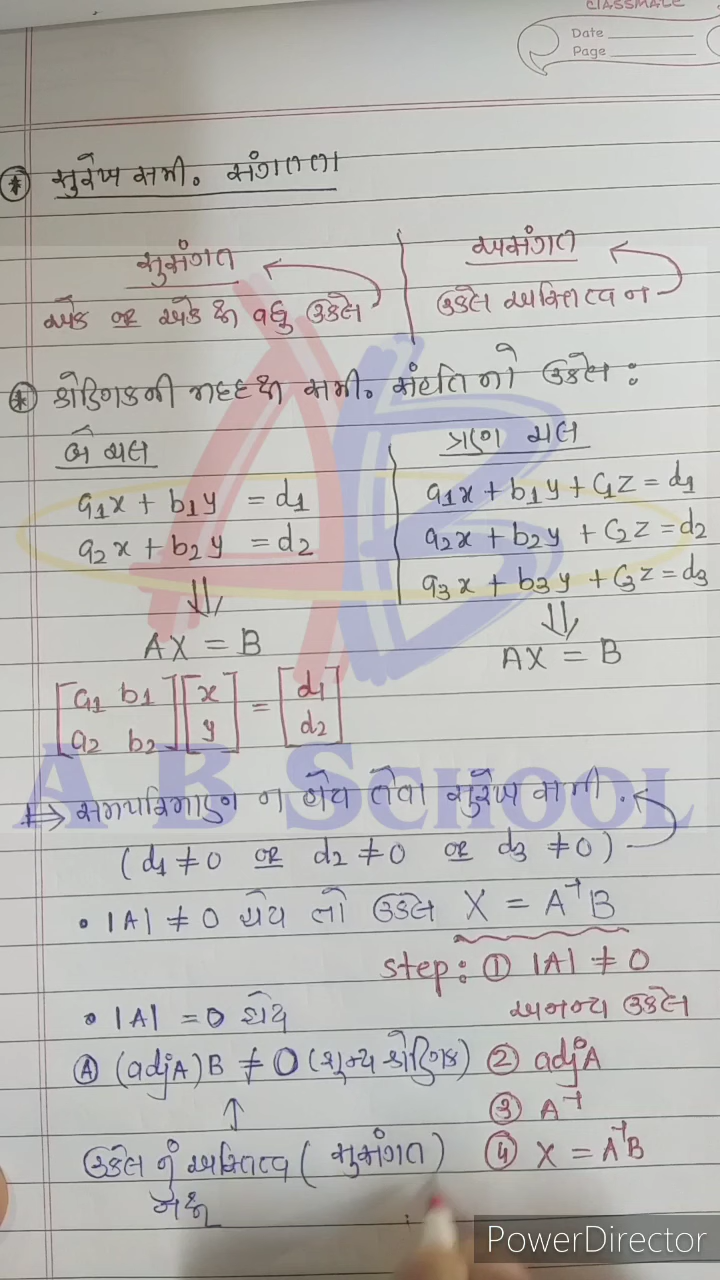 CLASSMATE
Date
Page
* સુરેખ સમી. સંગતતા
સુસંગત
એક or એક થી વધુ ઉકેલ
અસંગત
ઉકેલ અસ્તિત્વ ન
* શ્રેણિકની મદદથી સમી. સંહતિ નો ઉકેલ :
બે ચલ
a₁x + b₁y = d₁
a₂x + b₂y = d₂
⇓
AX = B
[a₁ b₁ a₂ b₂] [x y] = [d₁ d₂]
ત્રણ ચલ
a₁x + b₁y + c₁z = d₁
a₂x + b₂y + c₂z = d₂
a₃x + b₃y + c₃z = d₃
⇓
AX = B
A B SCHOOL
સમપરિમાણ ન હોય તેવા સુરેખ સમી.
(d₁ ≠ 0 or d₂ ≠ 0 or d₃ ≠ 0)
• |A| ≠ 0 હોય તો ઉકેલ X = A⁻¹B
step: ① |A| ≠ 0
અનન્ય ઉકેલ
② adjA
③ A⁻¹
④ X = A⁻¹B
• |A| = 0 હોય
Ⓐ (adjA)B ≠ O (શૂન્ય શ્રેણિક)
↑
ઉકેલ નું અસ્તિત્વ (સુસંગત)
નથી
PowerDirector